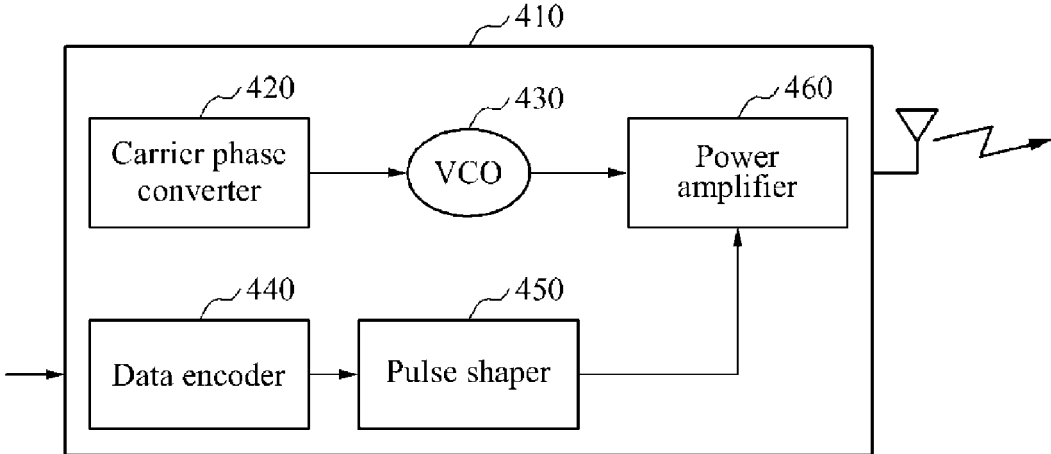 410
420
Carrier phase
converter
430
VCO
460
Power
amplifier
440
Data encoder
450
Pulse shaper